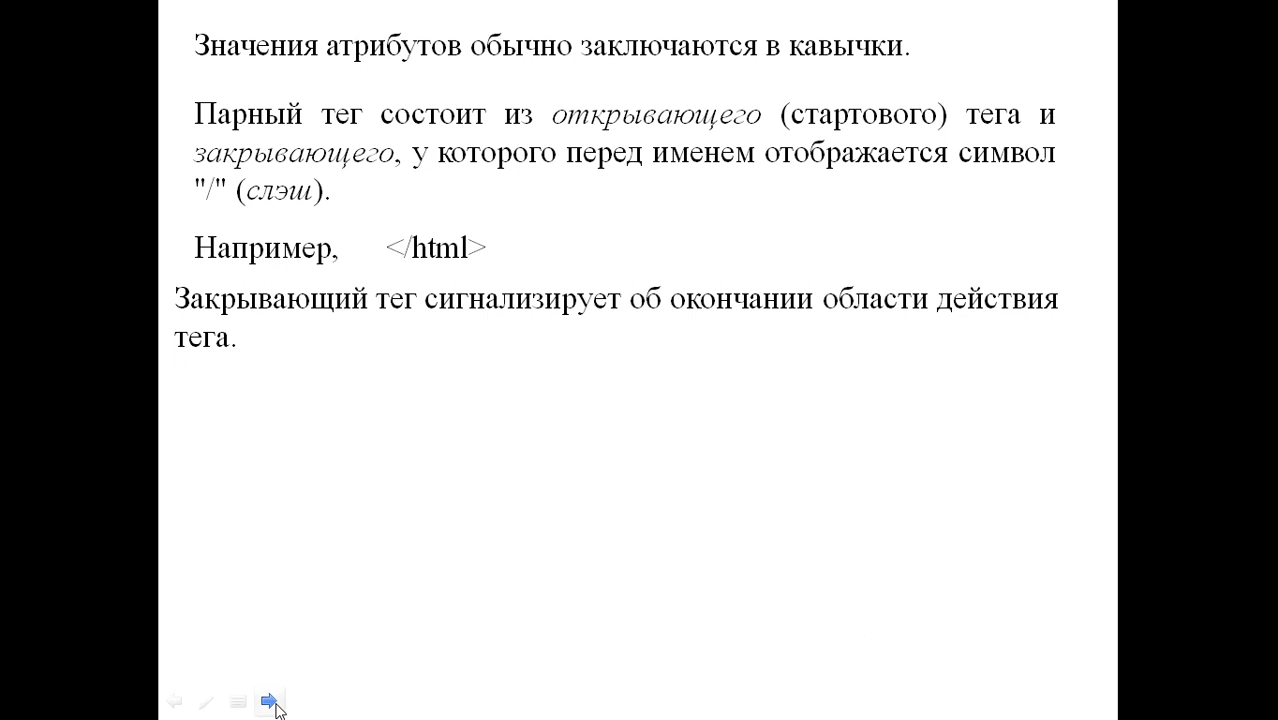 Значения атрибутов обычно заключаются в кавычки.
Парный тег состоит из открывающего (стартового) тега и
закрывающего, у которого перед именем отображается символ
"/" (слэш).
Например, </html>
Закрывающий тег сигнализирует об окончании области действия
тега.